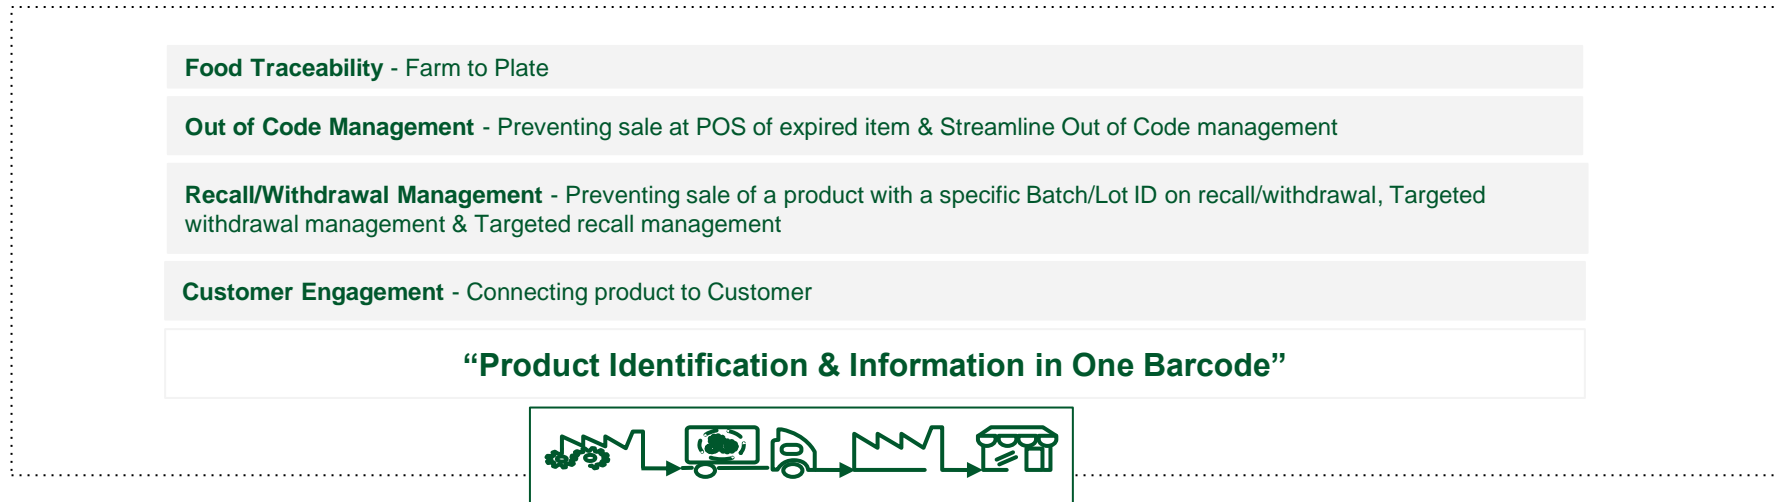 Food Traceability - Farm to Plate
Out of Code Management - Preventing sale at POS of expired item & Streamline Out of Code management
Recall/Withdrawal Management - Preventing sale of a product with a specific Batch/Lot ID on recall/withdrawal, Targeted
withdrawal management & Targeted recall management
Customer Engagement - Connecting product to Customer
“Product Identification & Information in One Barcode”